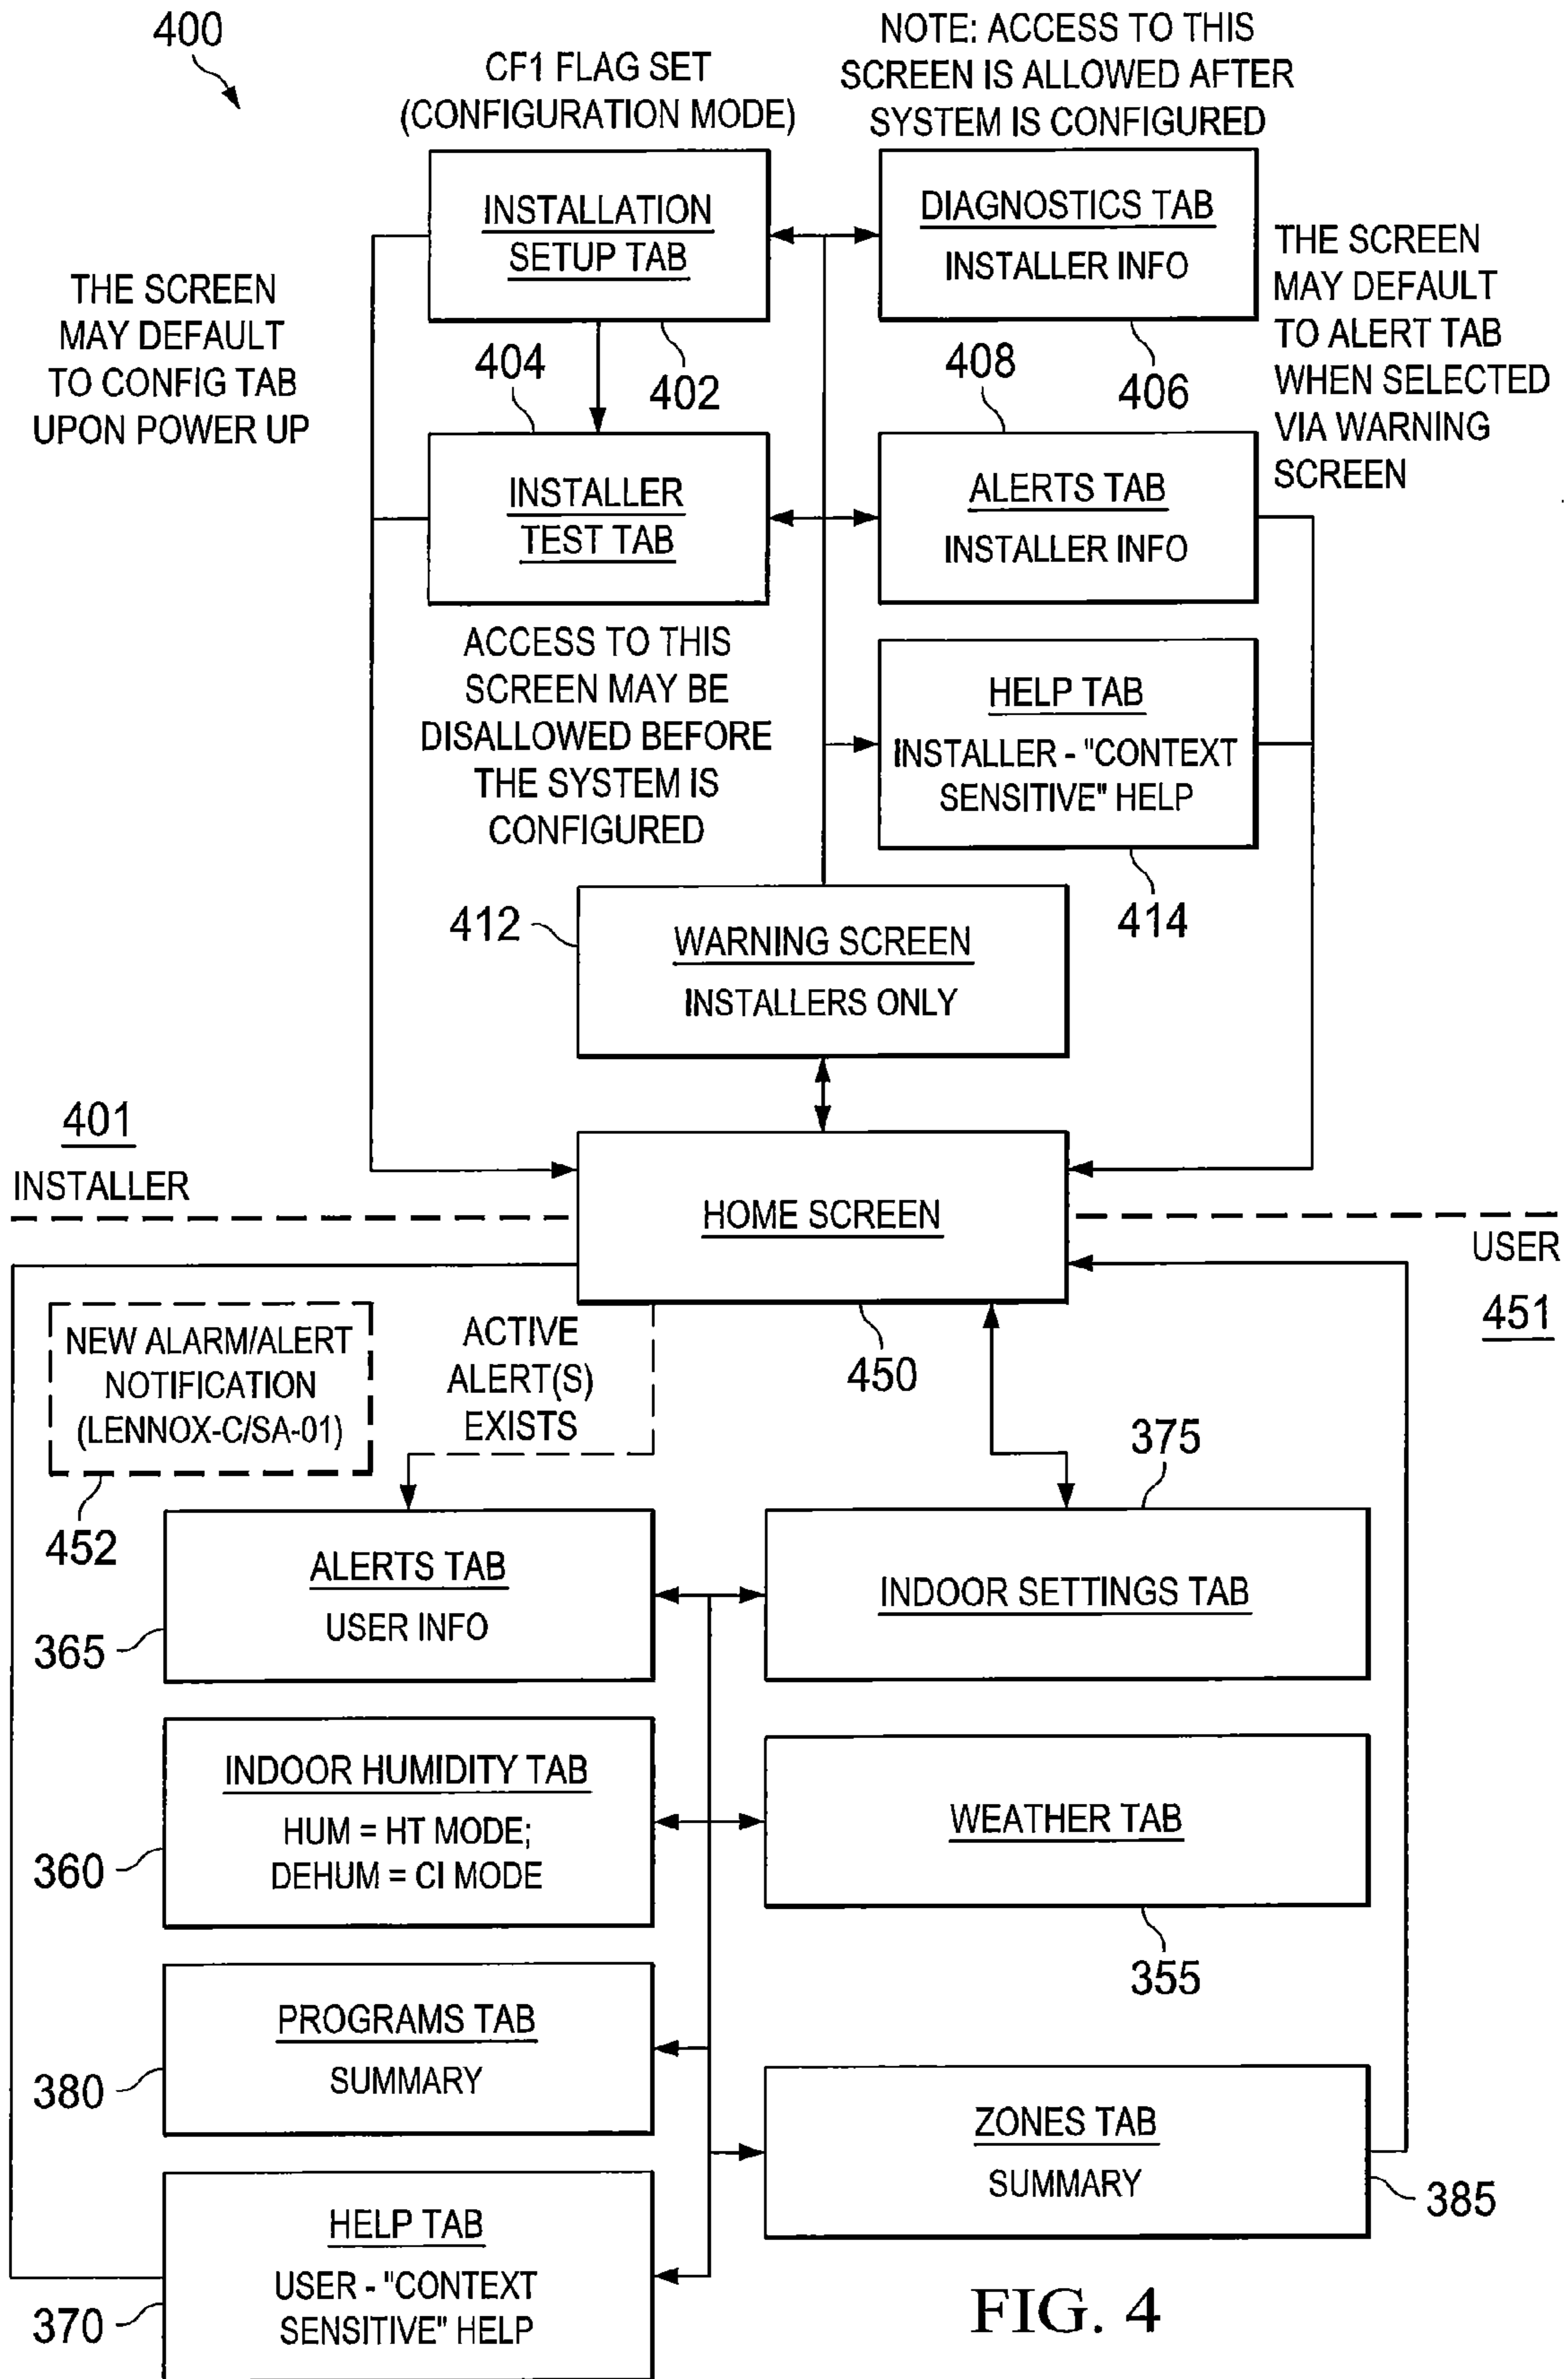 400
CF1 FLAG SET
(CONFIGURATION MODE)
NOTE: ACCESS TO THIS
SCREEN IS ALLOWED AFTER
SYSTEM IS CONFIGURED
INSTALLATION
SETUP TAB
402
DIAGNOSTICS TAB
INSTALLER INFO
406
THE SCREEN
MAY DEFAULT
TO CONFIG TAB
UPON POWER UP
THE SCREEN
MAY DEFAULT
TO ALERT TAB
WHEN SELECTED
VIA WARNING
SCREEN
404
INSTALLER
TEST TAB
408
ALERTS TAB
INSTALLER INFO
ACCESS TO THIS
SCREEN MAY BE
DISALLOWED BEFORE
THE SYSTEM IS
CONFIGURED
HELP TAB
INSTALLER - "CONTEXT
SENSITIVE" HELP
414
412
WARNING SCREEN
INSTALLERS ONLY
401
INSTALLER
HOME SCREEN
450
USER
451
NEW ALARM/ALERT
NOTIFICATION
(LENNOX-C/SA-01)
452
ACTIVE
ALERT(S)
EXISTS
375
ALERTS TAB
USER INFO
365
INDOOR SETTINGS TAB
INDOOR HUMIDITY TAB
HUM = HT MODE;
DEHUM = CI MODE
360
WEATHER TAB
355
PROGRAMS TAB
SUMMARY
380
ZONES TAB
SUMMARY
385
HELP TAB
USER - "CONTEXT
SENSITIVE" HELP
370
FIG. 4